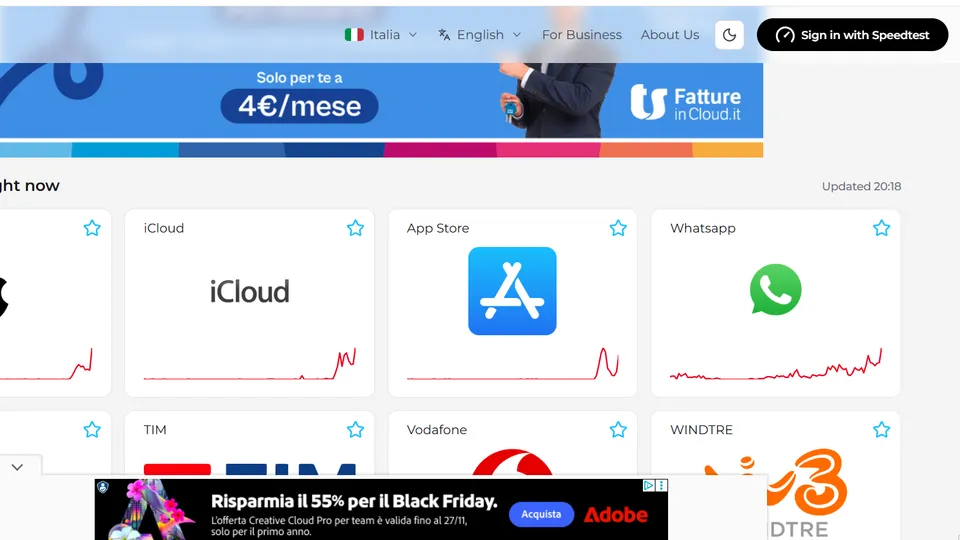 Italia
English
For Business
About Us
Sign in with Speedtest
Solo per te a
4€/mese
Fatture
in Cloud.it
ght now
Updated 20:18
iCloud
App Store
Whatsapp
iCloud
TIM
Vodafone
WINDTRE
TIM
NDTRE
Risparmia il 55% per il Black Friday.
L'offerta Creative Cloud Pro per team è valida fino al 27/11,
solo per il primo anno.
Acquista
Adobe